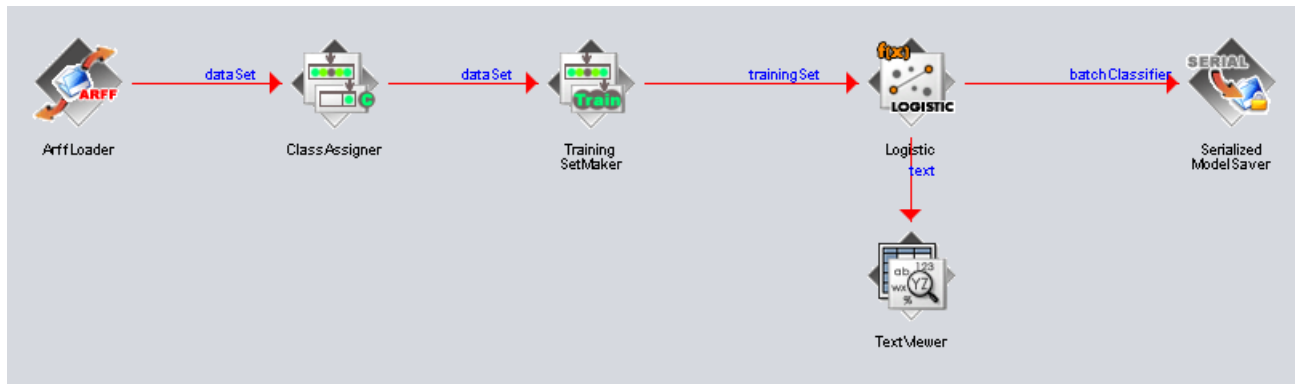 ARFF
dataSet
C
dataSet
Train
trainingSet
f(x)
LOGISTIC
batchClassifier
SERIAL
ArffLoader
ClassAssigner
Training
SetMaker
Logistic
text
Serialized
ModelSaver
ab 123
wx YZ
%
TextViewer